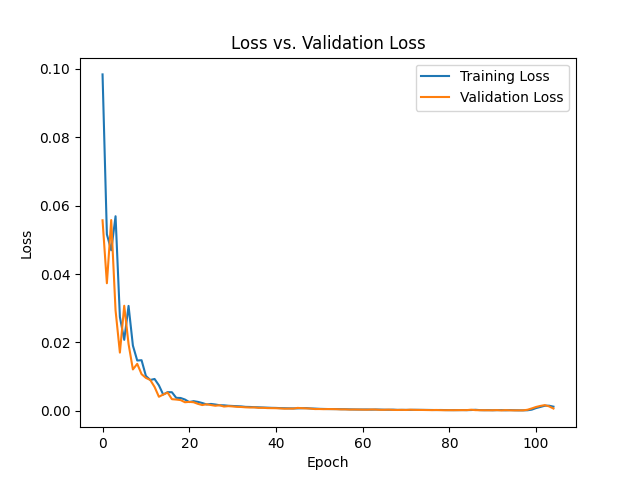 Loss vs. Validation Loss
Training Loss
Validation Loss
0.10
0.08
0.06
0.04
0.02
0.00
Loss
0 20 40 60 80 100
Epoch